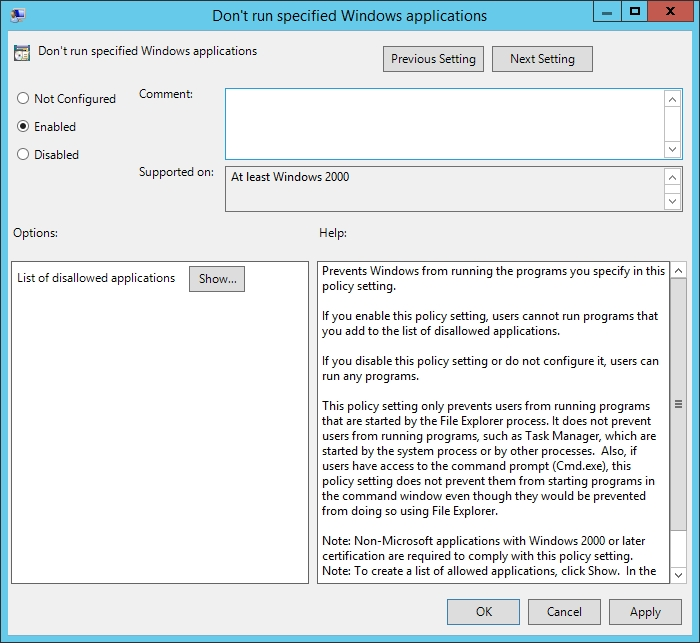 Don't run specified Windows applications
Don't run specified Windows applications
Previous Setting
Next Setting
Not Configured
Comment:
Enabled
Disabled
Supported on:
At least Windows 2000
Options:
Help:
List of disallowed applications
Show...
Prevents Windows from running the programs you specify in this
policy setting.
If you enable this policy setting, users cannot run programs that
you add to the list of disallowed applications.
If you disable this policy setting or do not configure it, users can
run any programs.
This policy setting only prevents users from running programs
that are started by the File Explorer process. It does not prevent
users from running programs, such as Task Manager, which are
started by the system process or by other processes.  Also, if
users have access to the command prompt (Cmd.exe), this
policy setting does not prevent them from starting programs in
the command window even though they would be prevented
from doing so using File Explorer.
Note: Non-Microsoft applications with Windows 2000 or later
certification are required to comply with this policy setting.
Note: To create a list of allowed applications, click Show.  In the
OK
Cancel
Apply